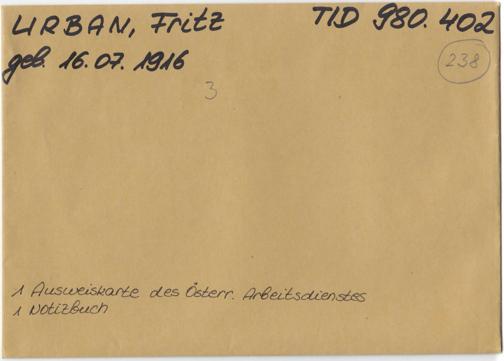 URBAN, Fritz TID 980.402
geb. 16.07.1916
238
3
1 Ausweiskarte des Österr. Arbeitsdienstes
1 Notizbuch